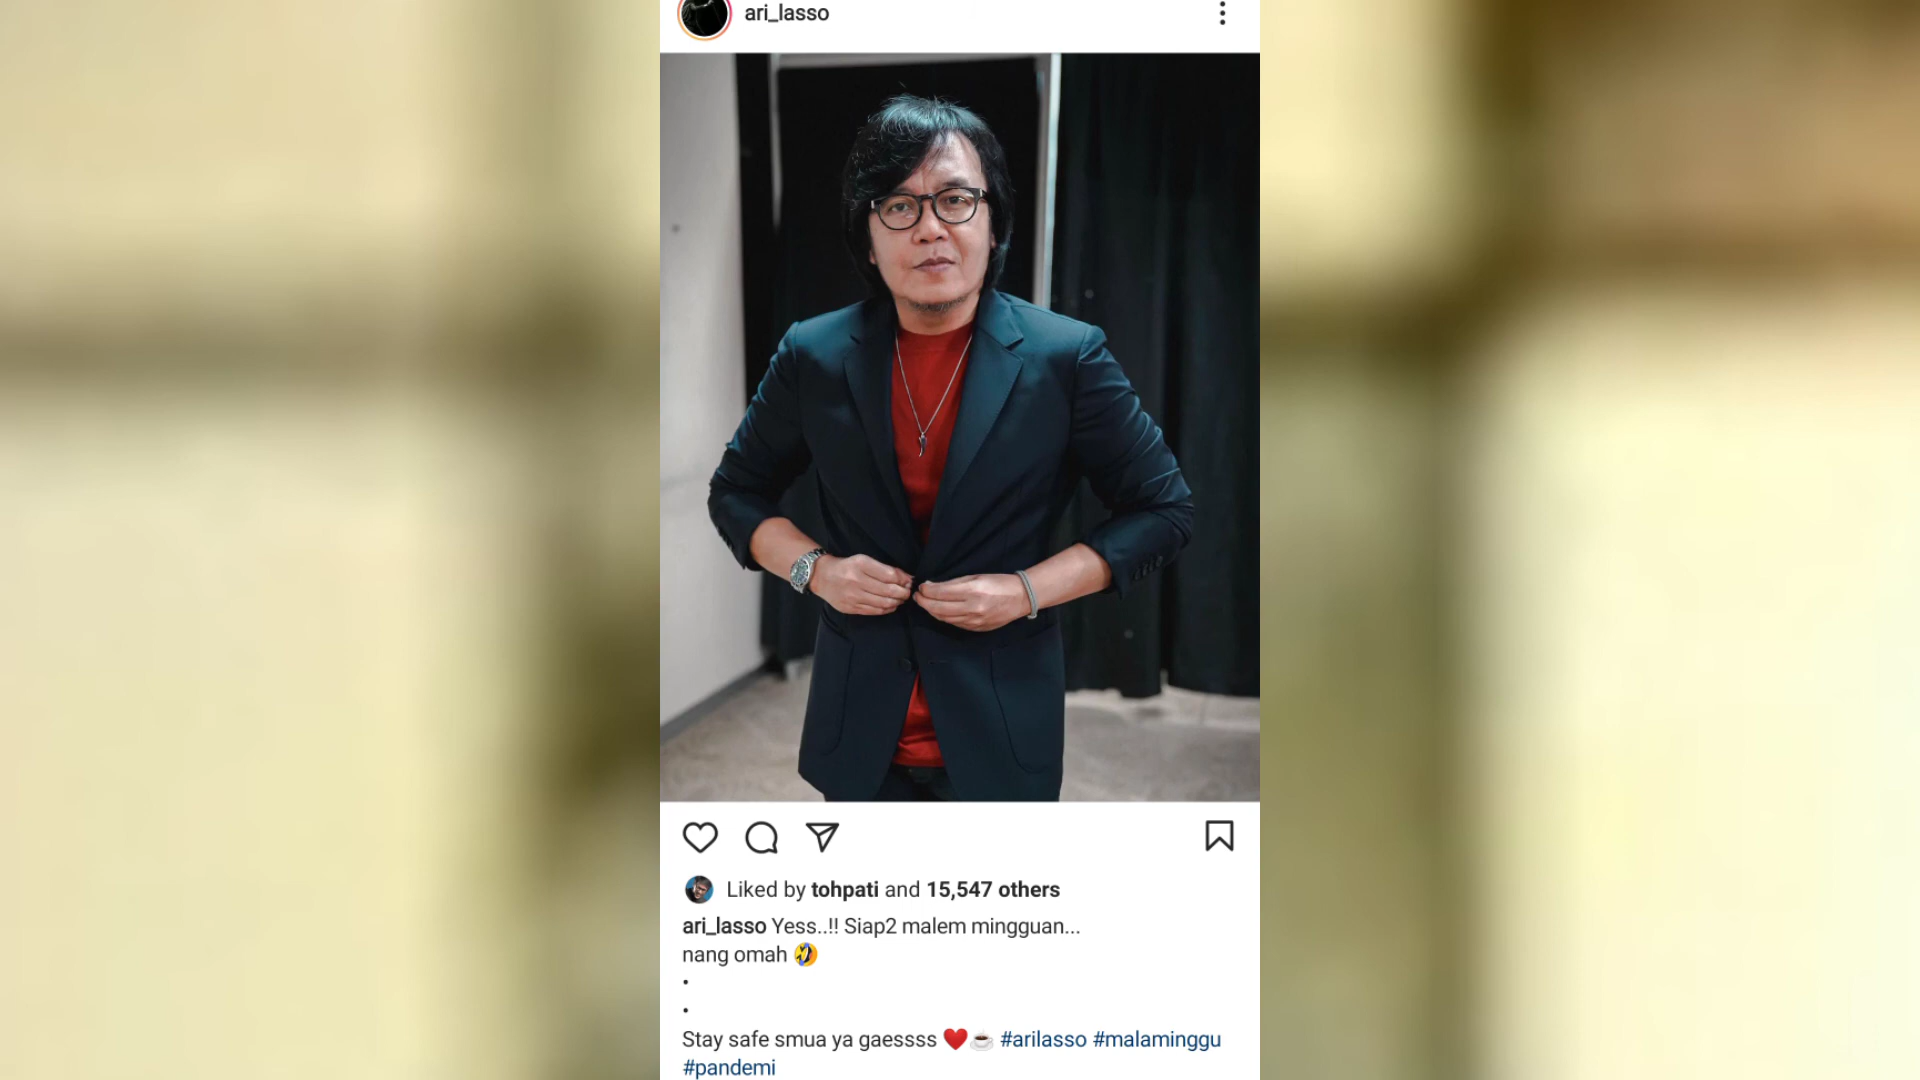 ari_lasso
Liked by tohpati and 15,547 others
ari_lasso Yess..!! Siap2 malem mingguan...
nang omah 🤣
•
•
Stay safe smua ya gaessss ❤️☕ #arilasso #malaminggu
#pandemi